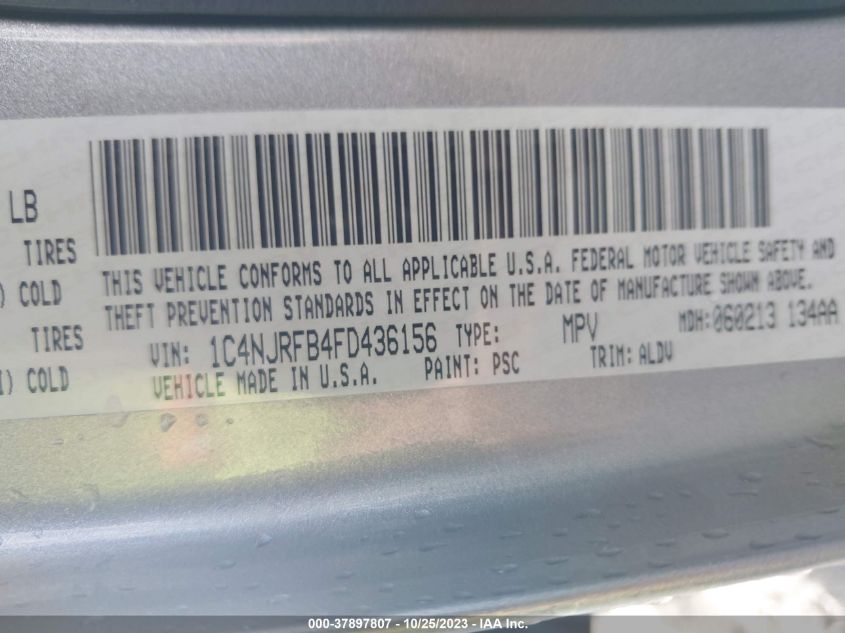 LB
TIRES
) COLD
TIRES
I) COLD
THIS VEHICLE CONFORMS TO ALL APPLICABLE U.S.A. FEDERAL MOTOR VEHICLE SAFETY AND
THEFT PREVENTION STANDARDS IN EFFECT ON THE DATE OF MANUFACTURE SHOWN ABOVE.
VIN: 1C4NJRFB4FD436156 TYPE: MPV MDH:060213 134AA
VEHICLE MADE IN U.S.A. PAINT: PSC TRIM: ALDV
000-37897807 - 10/25/2023 - IAA Inc.